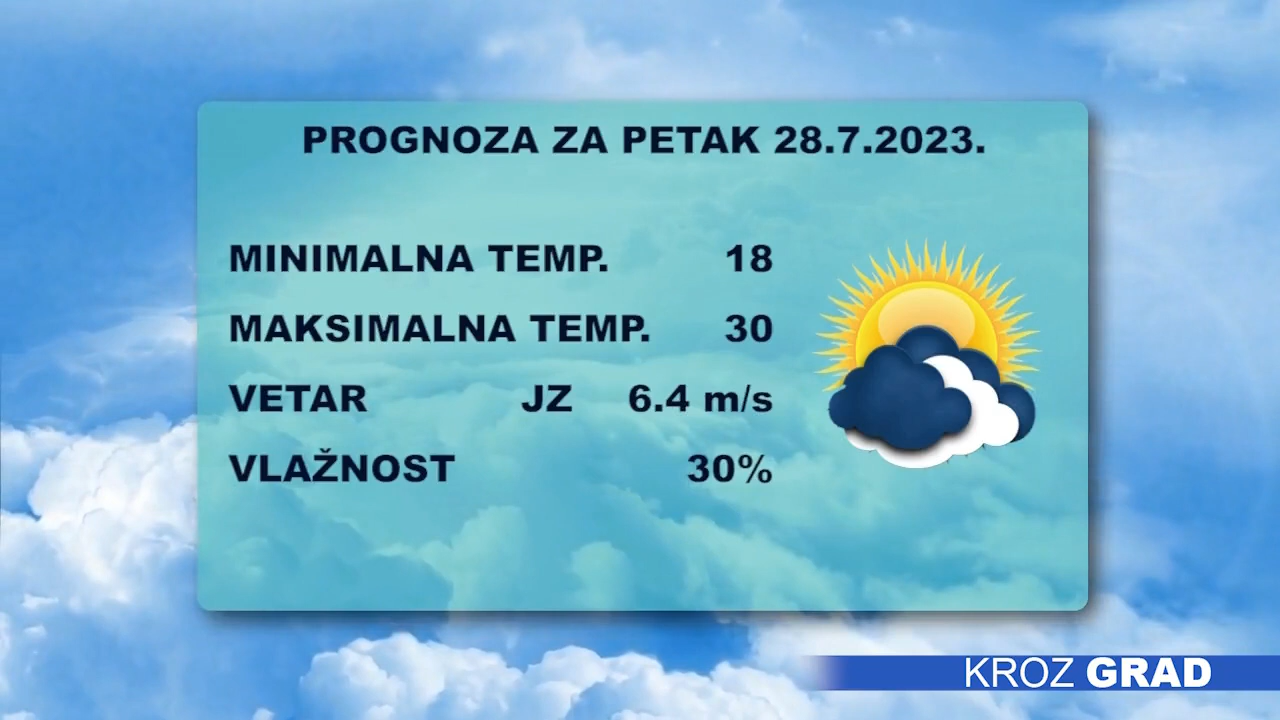 PROGNOZA ZA PETAK 28.7.2023.
MINIMALNA TEMP. 18
MAKSIMALNA TEMP. 30
VETAR JZ 6.4 m/s
VLAŽNOST 30%
KROZ GRAD